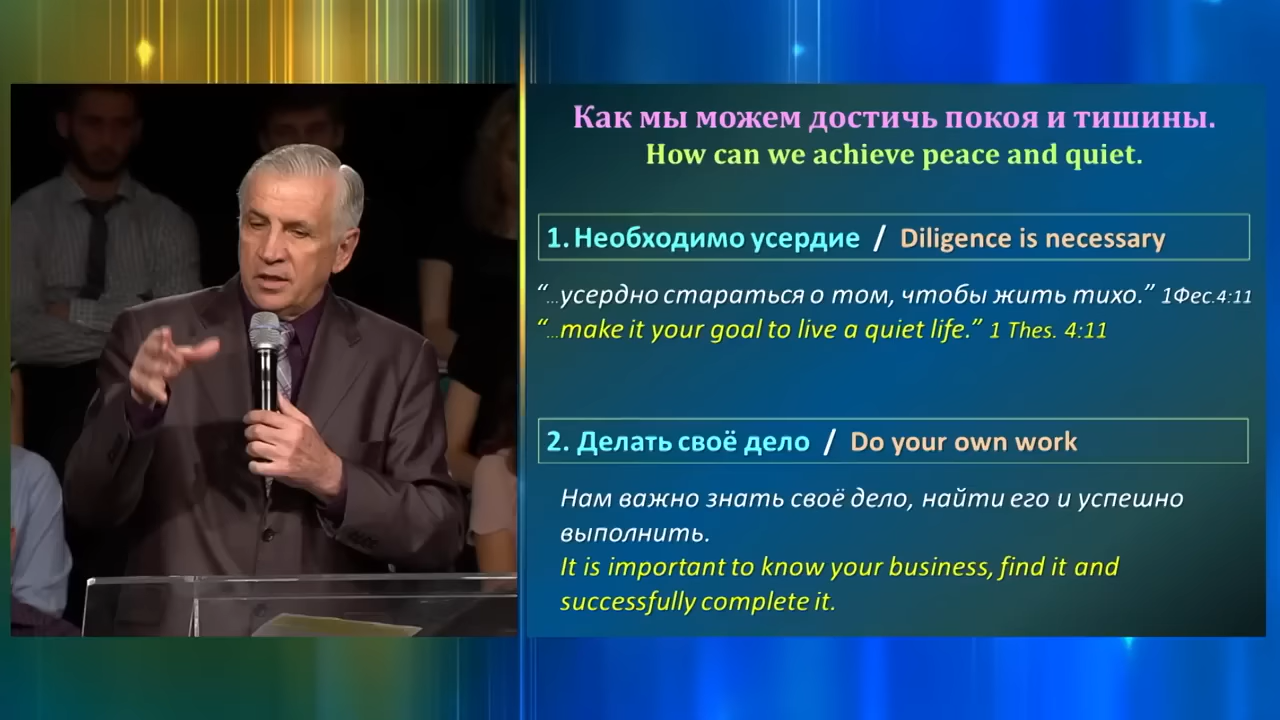 Как мы можем достичь покоя и тишины.
How can we achieve peace and quiet.
1. Необходимо усердие / Diligence is necessary
“...усердно стараться о том, чтобы жить тихо.” 1Фес.4:11
“...make it your goal to live a quiet life.” 1 Thes. 4:11
2. Делать своё дело / Do your own work
Нам важно знать своё дело, найти его и успешно
выполнить.
It is important to know your business, find it and
successfully complete it.